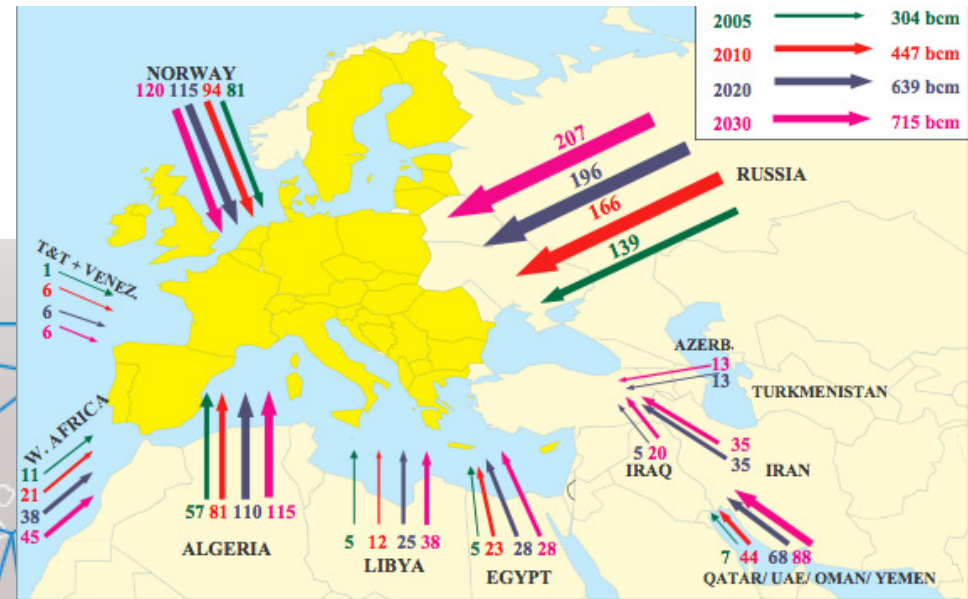 2005 304 bcm
2010 447 bcm
2020 639 bcm
2030 715 bcm
NORWAY
120 115 94 81
207
196
166
139
RUSSIA
T&T + VENEZ.
1
6
6
6
AZERB.
13
13
TURKMENISTAN
W. AFRICA
11
21
38
45
5 20
IRAQ
35
35
IRAN
57 81 110 115
ALGERIA
5 12 25 38
LIBYA
5 23 28 28
EGYPT
7 44 68 88
QATAR/ UAE/ OMAN/ YEMEN